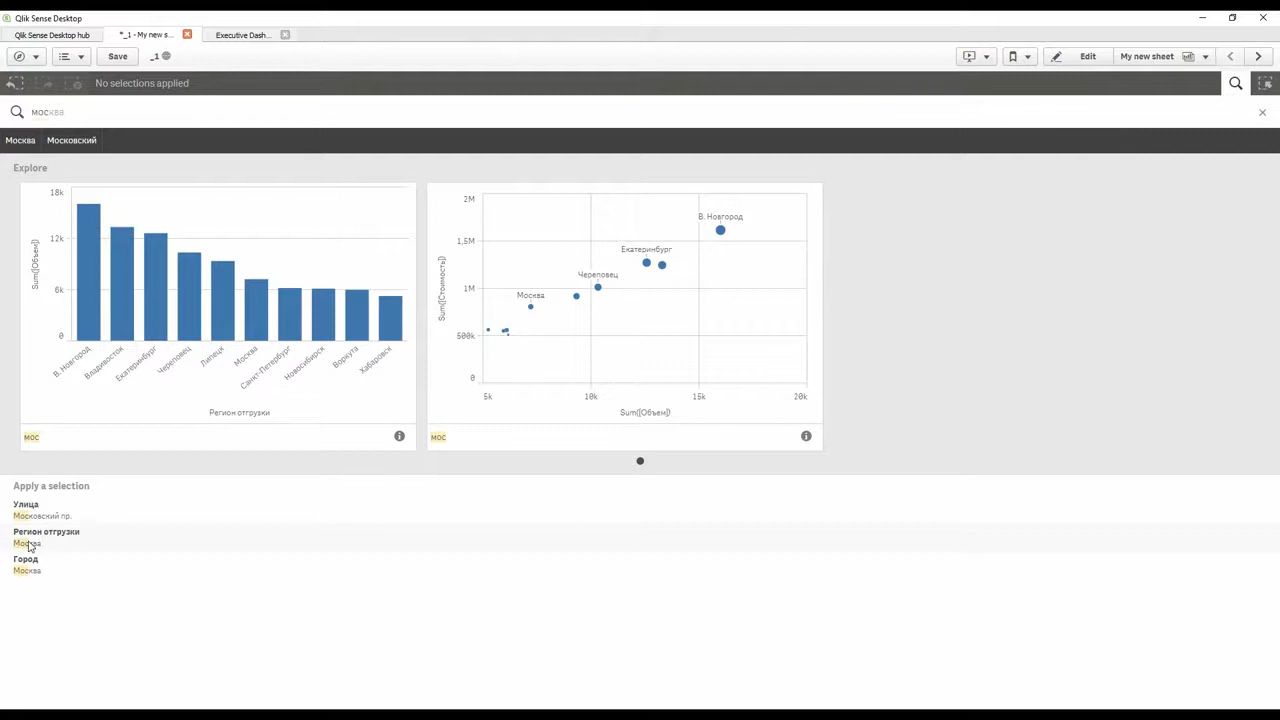 Qlik Sense Desktop
Qlik Sense Desktop hub
*_1 - My new s...
Executive Dash...
Save
_1
Edit
My new sheet
No selections applied
москва
Москва
Московский
Explore
18k
12k
6k
0
Sum([Объем])
В. Новгород
Владивосток
Екатеринбург
Череповец
Липецк
Москва
Санкт-Петербург
Новосибирск
Воркута
Хабаровск
Регион отгрузки
мос
2M
1,5M
1M
500k
0
Sum([Стоимость])
В. Новгород
Екатеринбург
Череповец
Москва
5k
10k
15k
20k
Sum([Объем])
мос
Apply a selection
Улица
Московский пр.
Регион отгрузки
Москва
Город
Москва